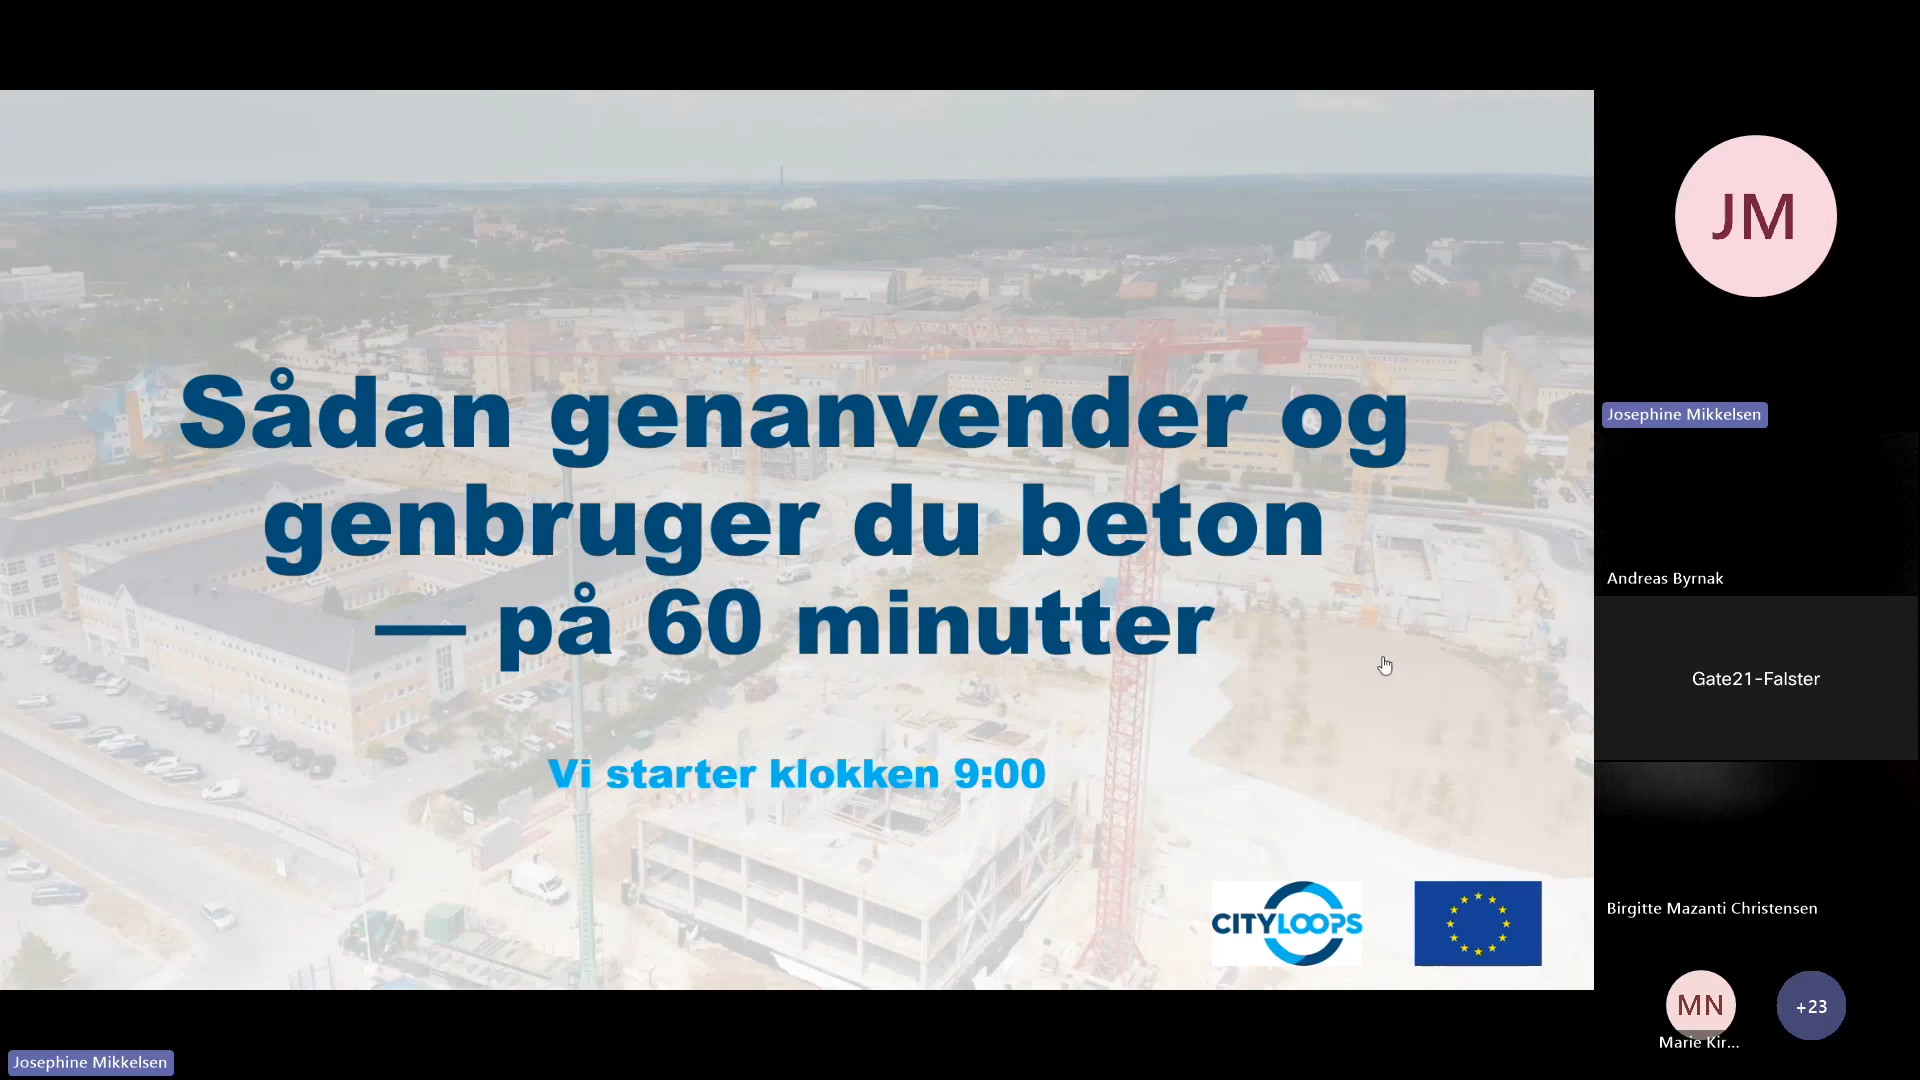 Sådan genanvender og
genbruger du beton
— på 60 minutter
Vi starter klokken 9:00
CITYLOOPS
Josephine Mikkelsen
JM
Josephine Mikkelsen
Andreas Byrnak
Gate21-Falster
Birgitte Mazanti Christensen
MN
+23
Marie Kir...